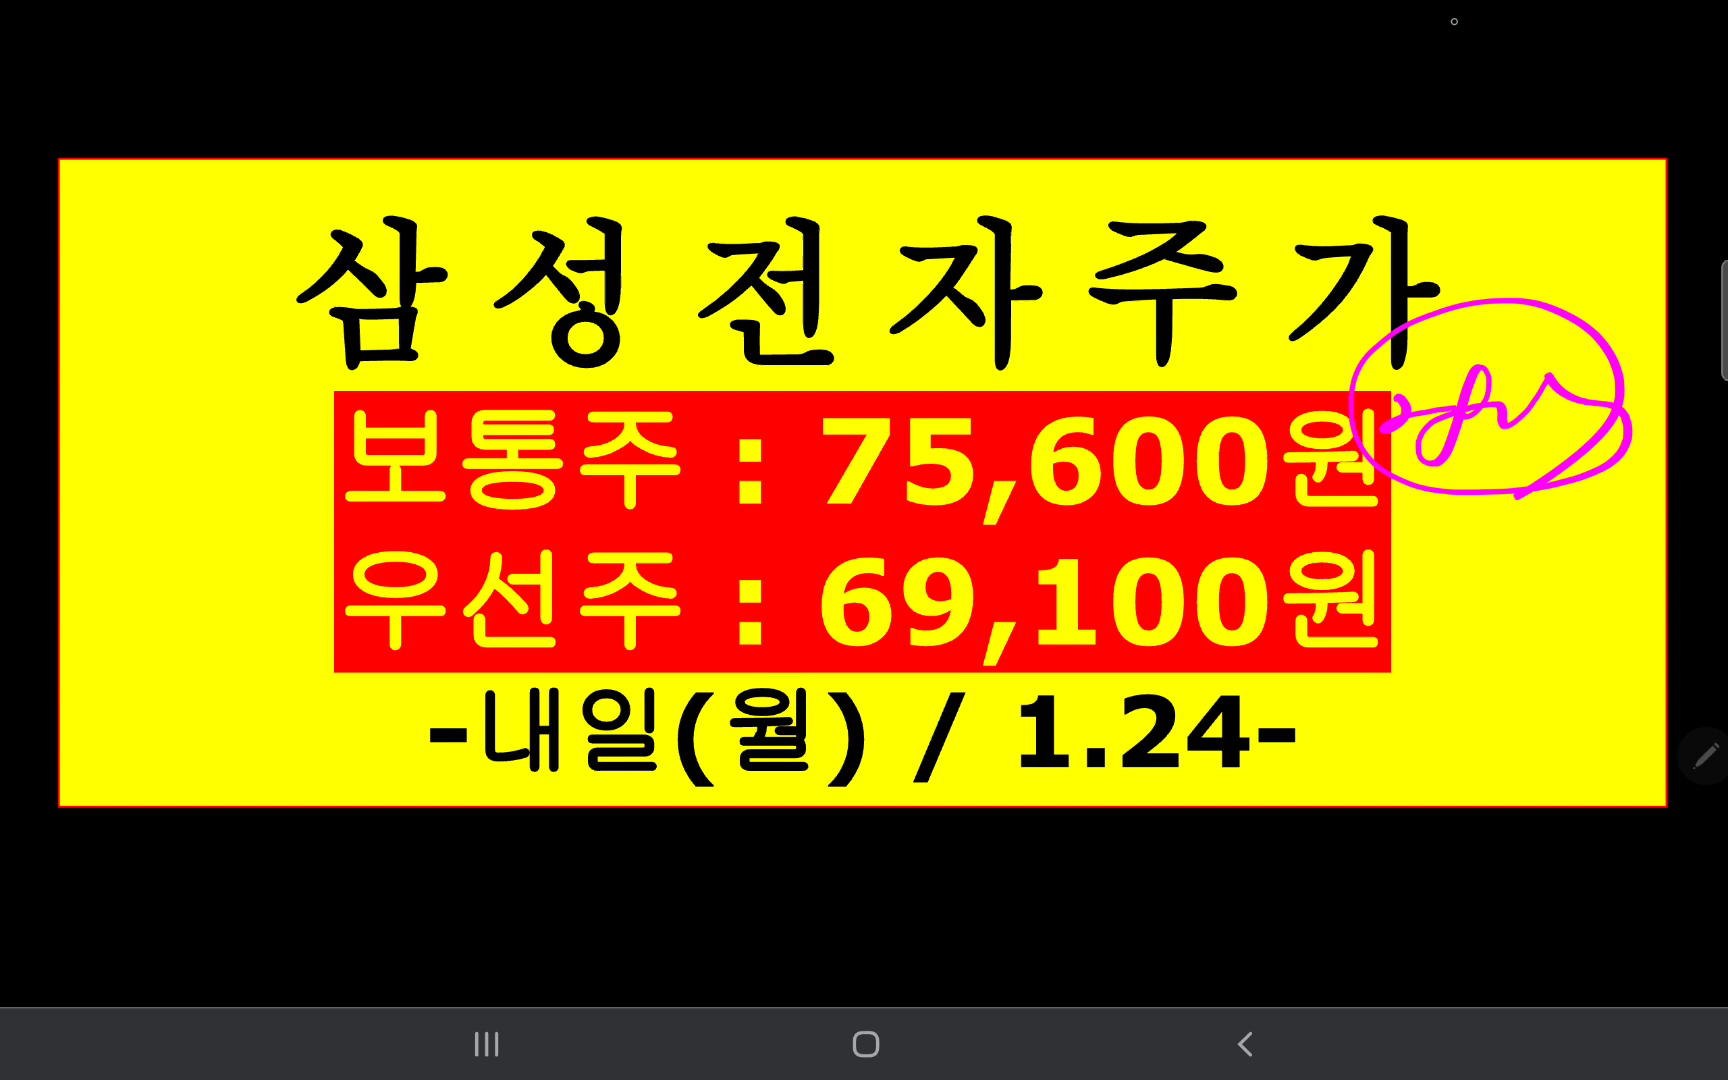 삼성전자주가
보통주 : 75,600원
우선주 : 69,100원
-내일(월) / 1.24-